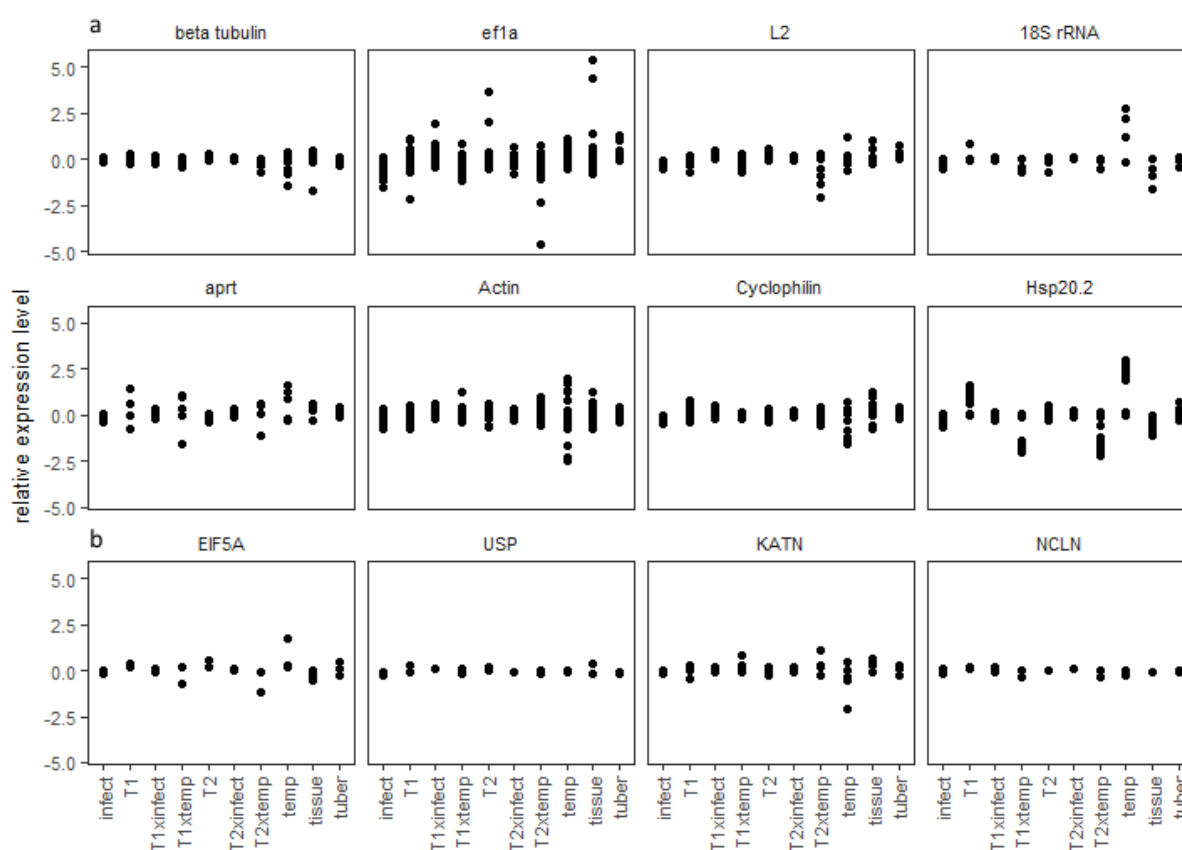 a
beta tubulin ef1a L2 18S rRNA
5.0
2.5
0.0
-2.5
-5.0
aprt Actin Cyclophilin Hsp20.2
5.0
2.5
0.0
-2.5
-5.0
relative expression level
b
EIF5A USP KATN NCLN
5.0
2.5
0.0
-2.5
-5.0
infect T1 T1xinfect T1xtemp T2 T2xinfect T2xtemp temp tissue tuber infect T1 T1xinfect T1xtemp T2 T2xinfect T2xtemp temp tissue tuber infect T1 T1xinfect T1xtemp T2 T2xinfect T2xtemp temp tissue tuber infect T1 T1xinfect T1xtemp T2 T2xinfect T2xtemp temp tissue tuber